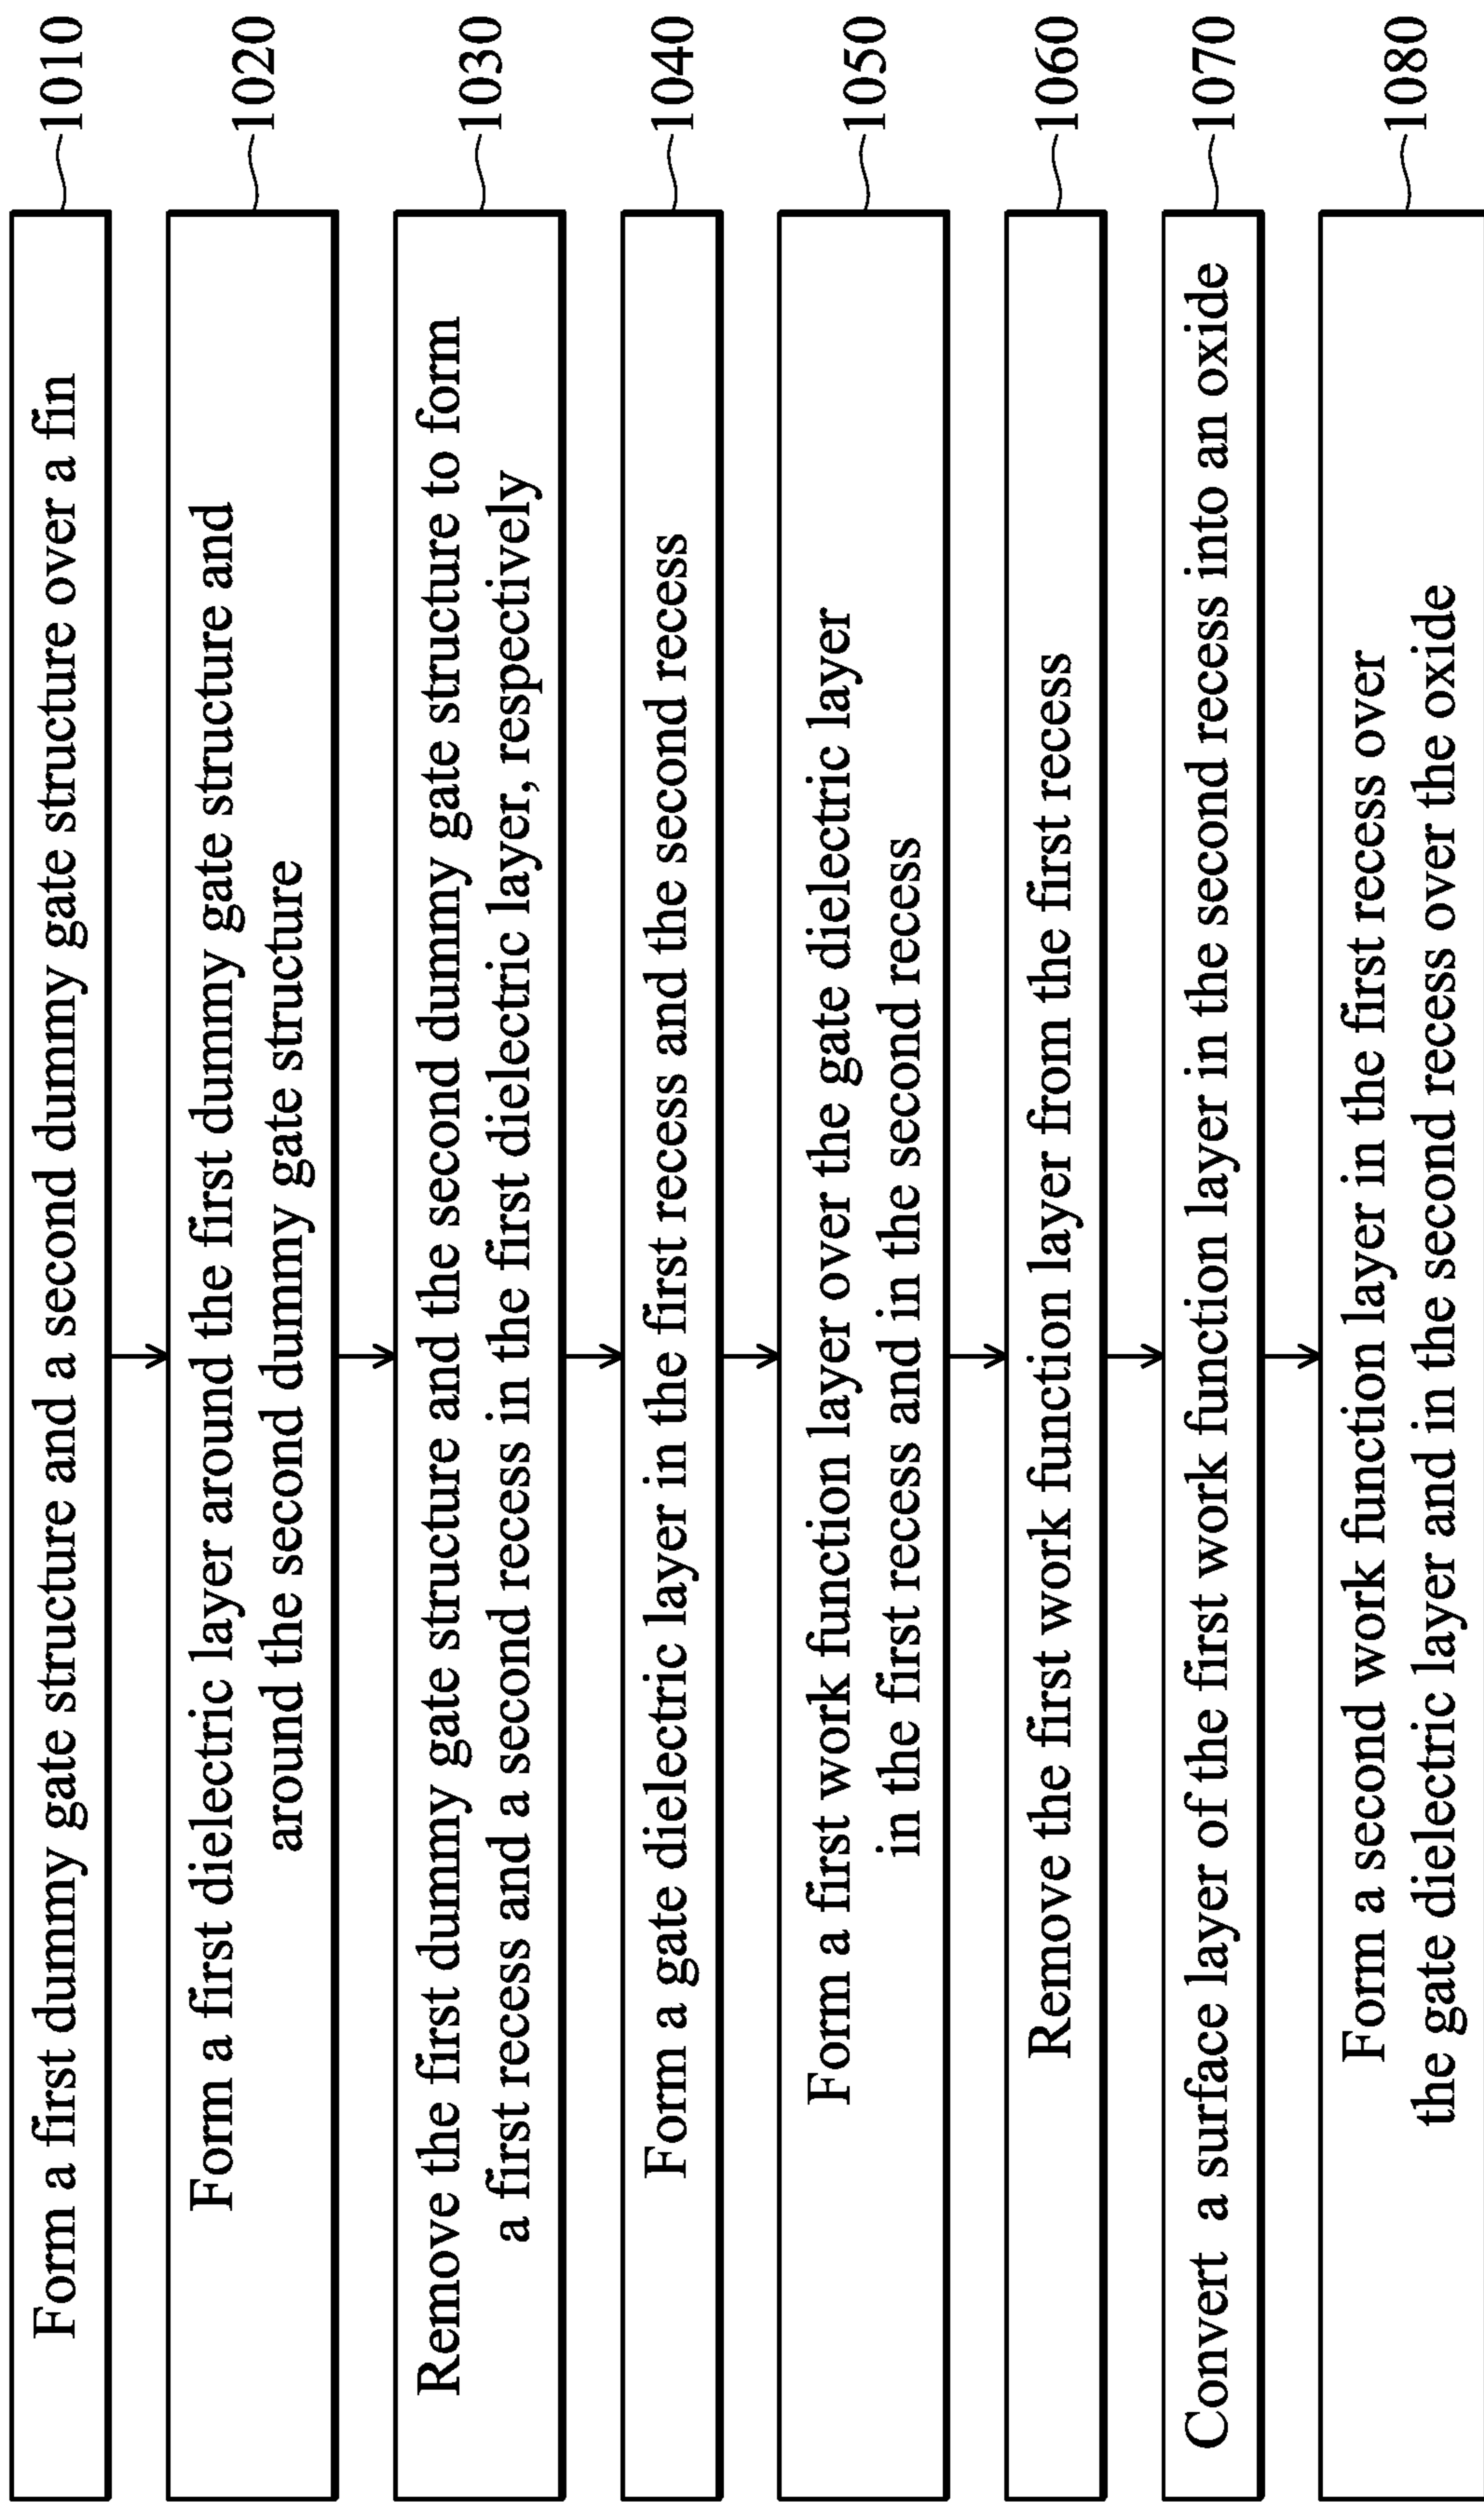 Form a first dummy gate structure and a second dummy gate structure over a fin
1010
Form a first dielectric layer around the first dummy gate structure and
around the second dummy gate structure
1020
Remove the first dummy gate structure and the second dummy gate structure to form
a first recess and a second recess in the first dielectric layer, respectively
1030
Form a gate dielectric layer in the first recess and the second recess
1040
Form a first work function layer over the gate dielectric layer
in the first recess and in the second recess
1050
Remove the first work function layer from the first recess
1060
Convert a surface layer of the first work function layer in the second recess into an oxide
1070
Form a second work function layer in the first recess over
the gate dielectric layer and in the second recess over the oxide
1080